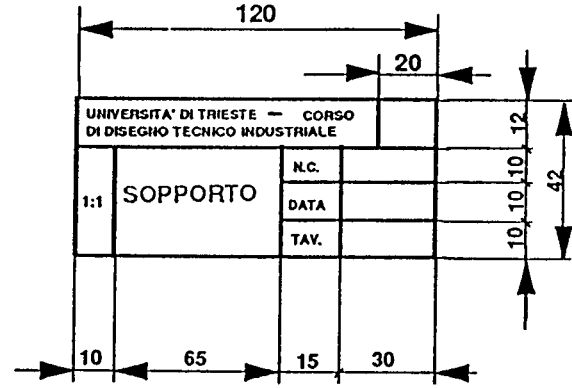 120
20
UNIVERSITA' DI TRIESTE — CORSO
DI DISEGNO TECNICO INDUSTRIALE
12
N.C.
10
1:1
SOPPORTO
DATA
10
42
TAV.
10
10
65
15
30